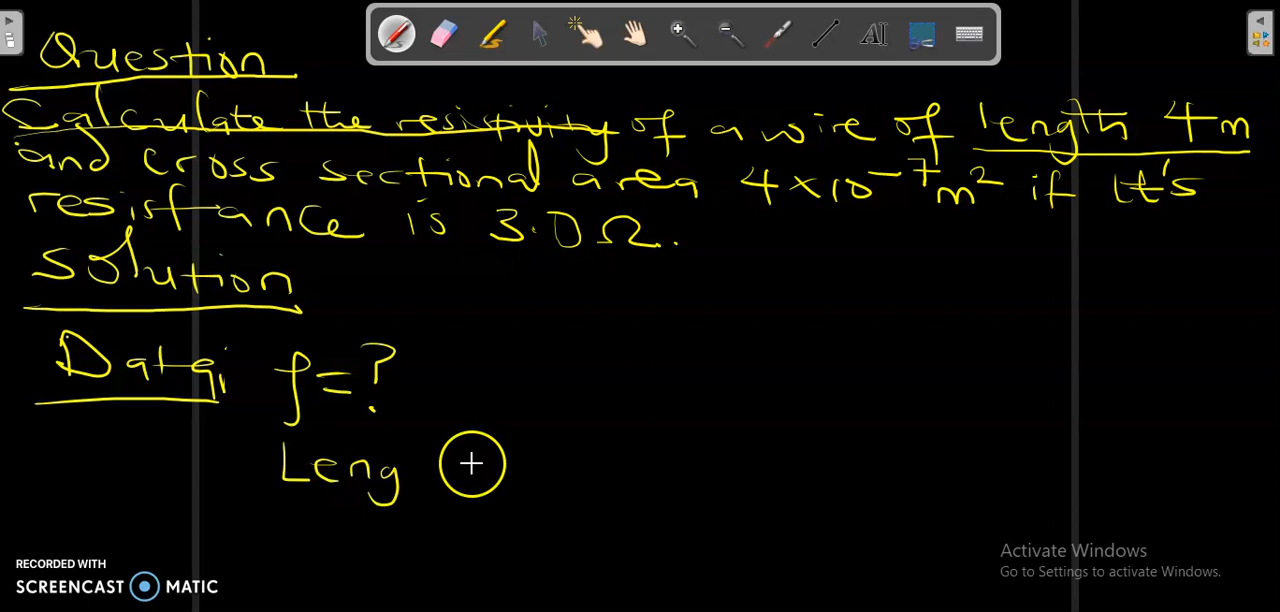 Question
Calculate the resistivity of a wire of length 4m
and cross sectional area 4×10⁻⁷m² if It's
resistance is 3.0Ω.
Solution
Data; ρ=?
Leng
AI
RECORDED WITH
SCREENCAST MATIC
Activate Windows
Go to Settings to activate Windows.